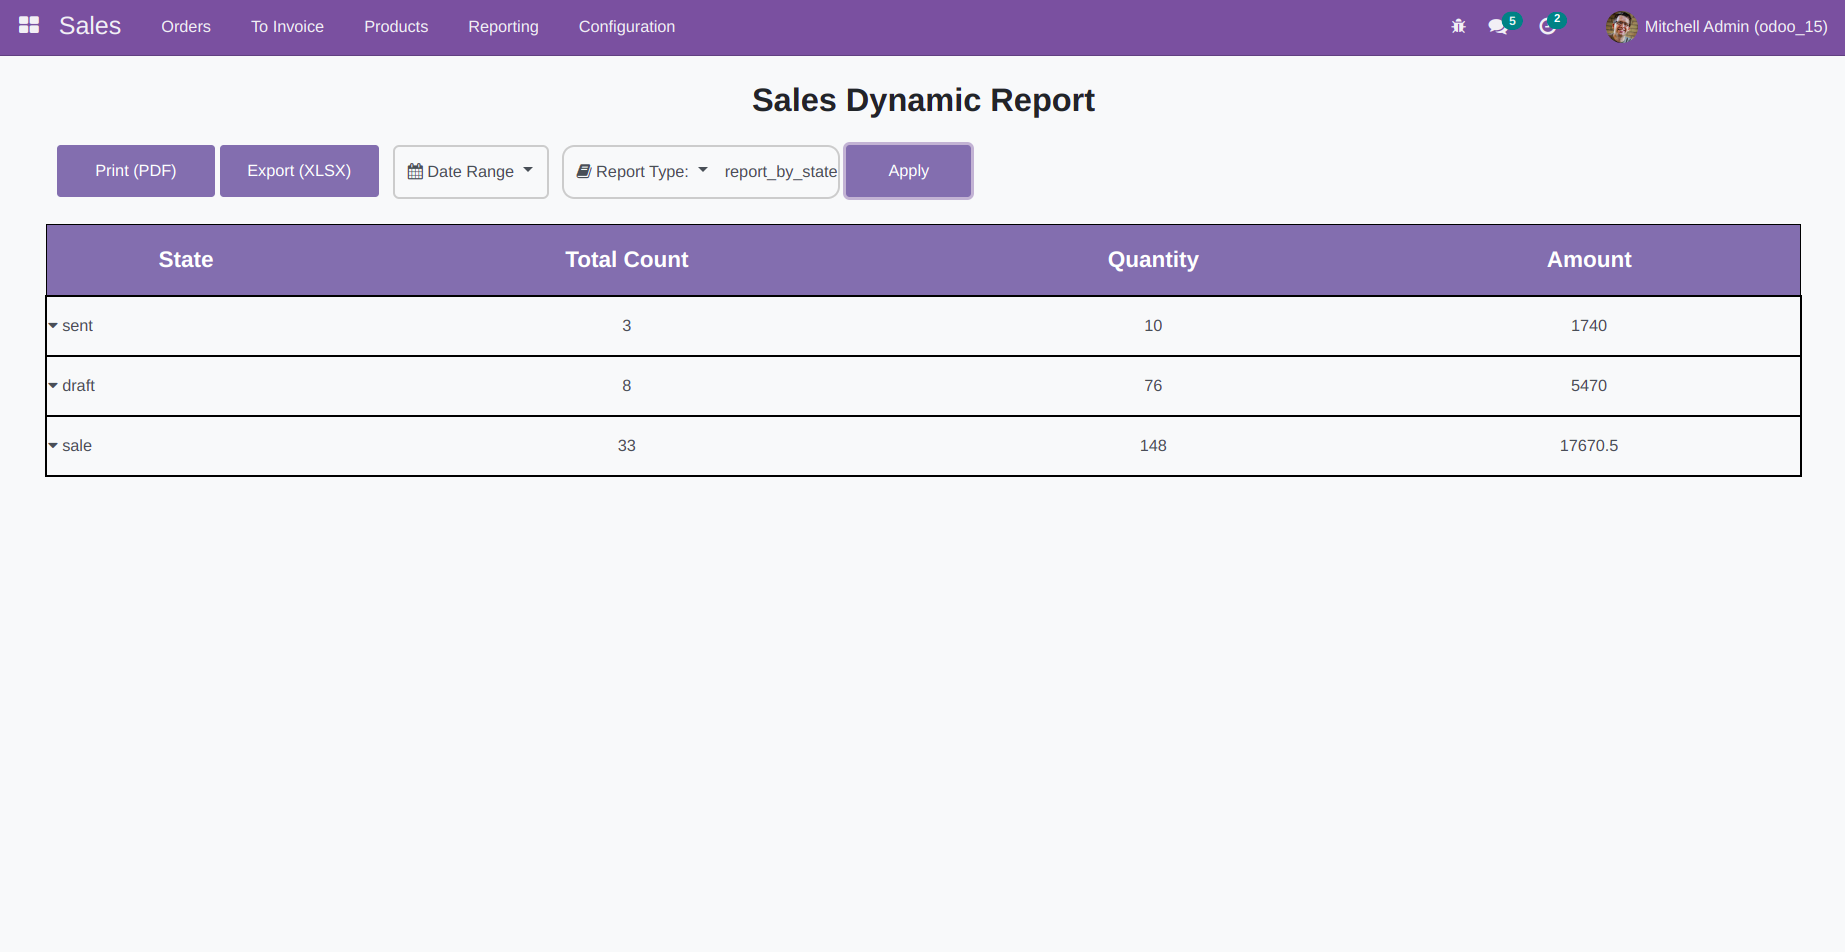 Sales Orders To Invoice Products Reporting Configuration 5 2 Mitchell Admin (odoo_15)
Sales Dynamic Report
Print (PDF) Export (XLSX) Date Range Report Type: report_by_state Apply
State Total Count Quantity Amount
sent 3 10 1740
draft 8 76 5470
sale 33 148 17670.5